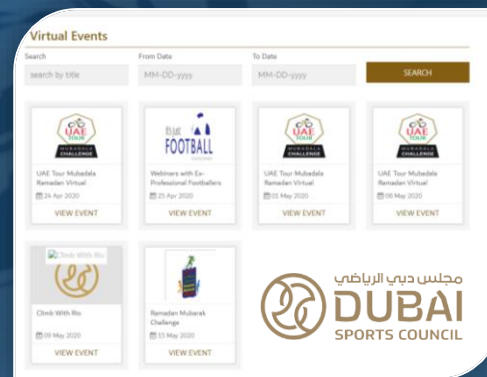 Virtual Events
Search
From Date
To Date
search by title
MM-DD-yyyy
MM-DD-yyyy
SEARCH
UAE
TOUR
MUBADALA
CHALLENGE
UAE Tour Mubadala
Ramadan Virtual
24 Apr 2020
VIEW EVENT
It's just
FOOTBALL
Webinars with Ex-
Professional Footballers
25 Apr 2020
VIEW EVENT
UAE
TOUR
MUBADALA
CHALLENGE
UAE Tour Mubadala
Ramadan Virtual
01 May 2020
VIEW EVENT
UAE
TOUR
MUBADALA
CHALLENGE
UAE Tour Mubadala
Ramadan Virtual
08 May 2020
VIEW EVENT
Climb With Rio
Climb With Rio
09 May 2020
VIEW EVENT
Ramadan Mubarak
Challenge
15 May 2020
VIEW EVENT
مجلس دبي الرياضي
DUBAI
SPORTS COUNCIL